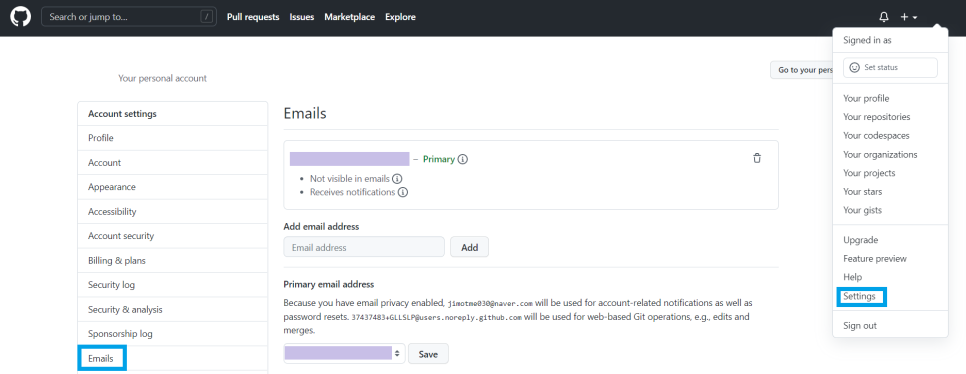 Search or jump to... /
Pull requests Issues Marketplace Explore
Signed in as
Set status
Your profile
Your repositories
Your codespaces
Your organizations
Your projects
Your stars
Your gists
Upgrade
Feature preview
Help
Settings
Sign out
Your personal account
Go to your pers
Account settings
Profile
Account
Appearance
Accessibility
Account security
Billing & plans
Security log
Security & analysis
Sponsorship log
Emails
Emails
– Primary
• Not visible in emails
• Receives notifications
Add email address
Email address
Add
Primary email address
Because you have email privacy enabled, jimotme030@naver.com will be used for account-related notifications as well as
password resets. 37437483+GLLSLP@users.noreply.github.com will be used for web-based Git operations, e.g., edits and
merges.
Save